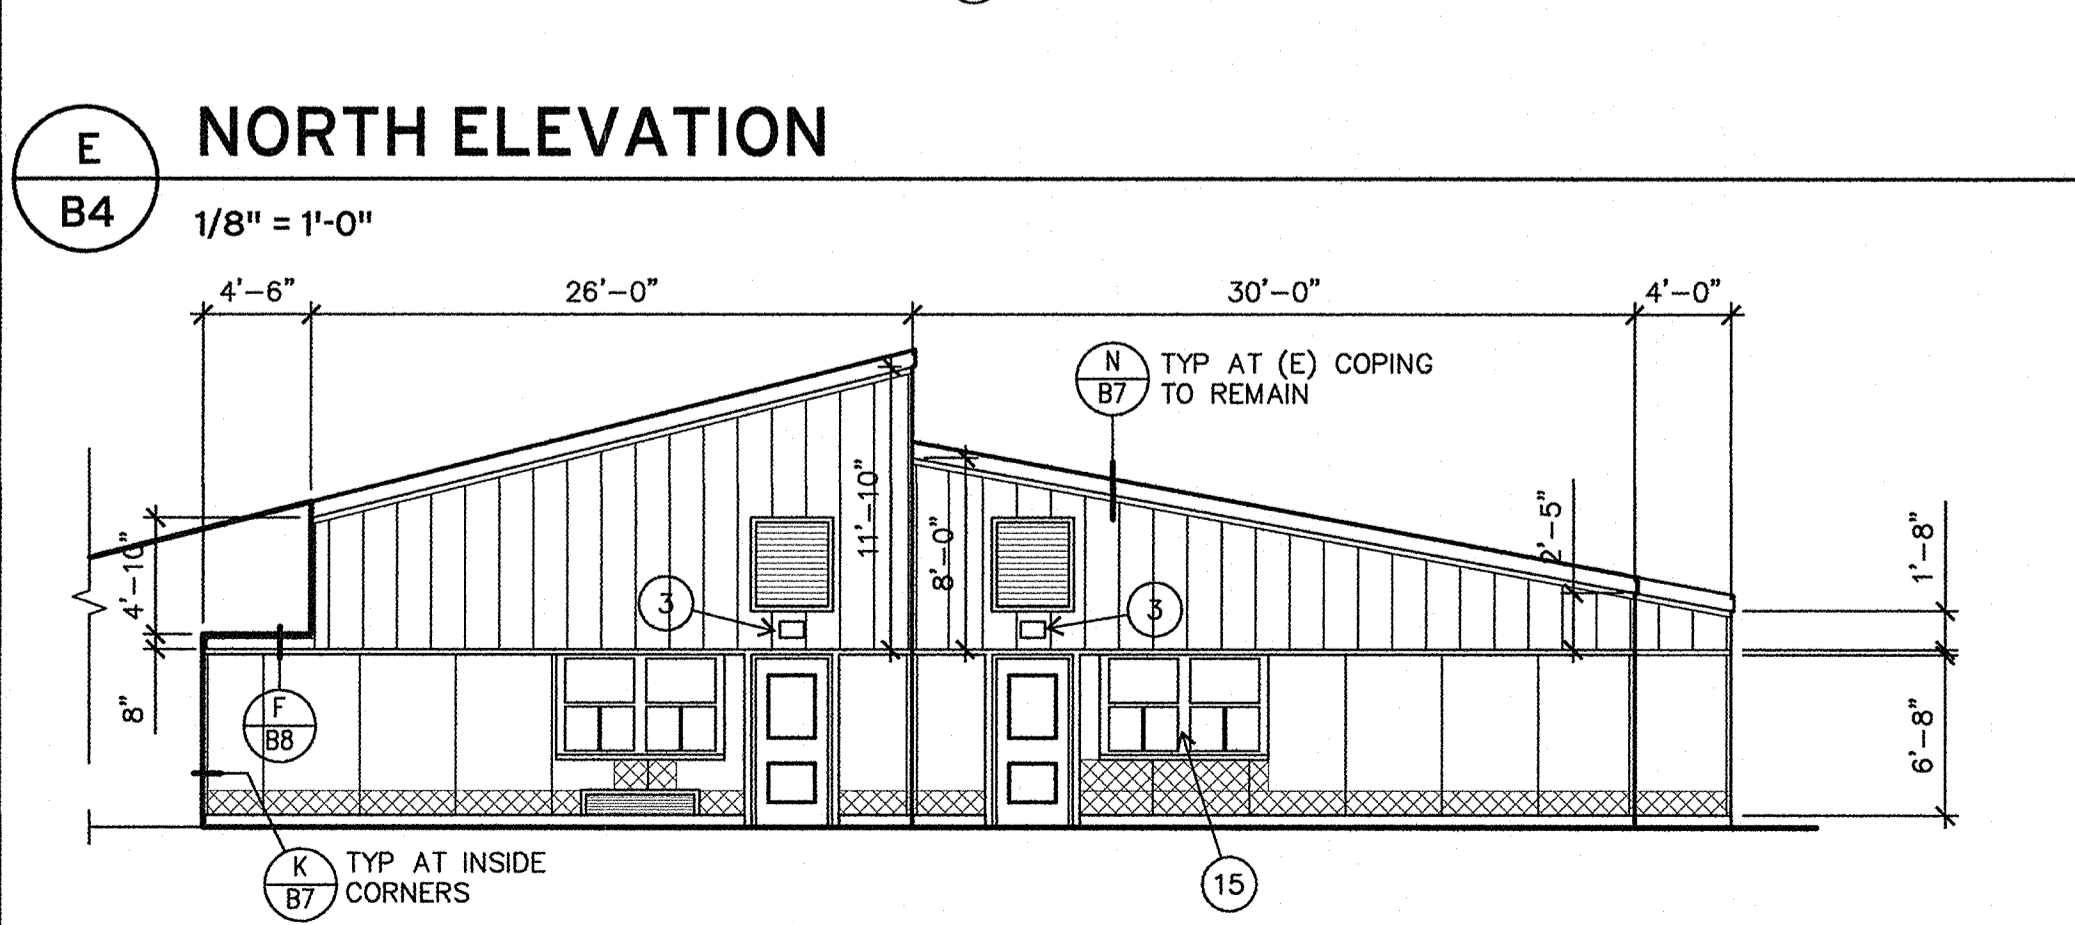 E
B4
NORTH ELEVATION
1/8" = 1'-0"
4'-6"
26'-0"
30'-0"
4'-0"
N
B7
TYP AT (E) COPING
TO REMAIN
4'-10"
8"
11'-10"
8'-0"
2'-5"
1'-8"
6'-8"
3
3
F
B8
K
B7
TYP AT INSIDE
CORNERS
15